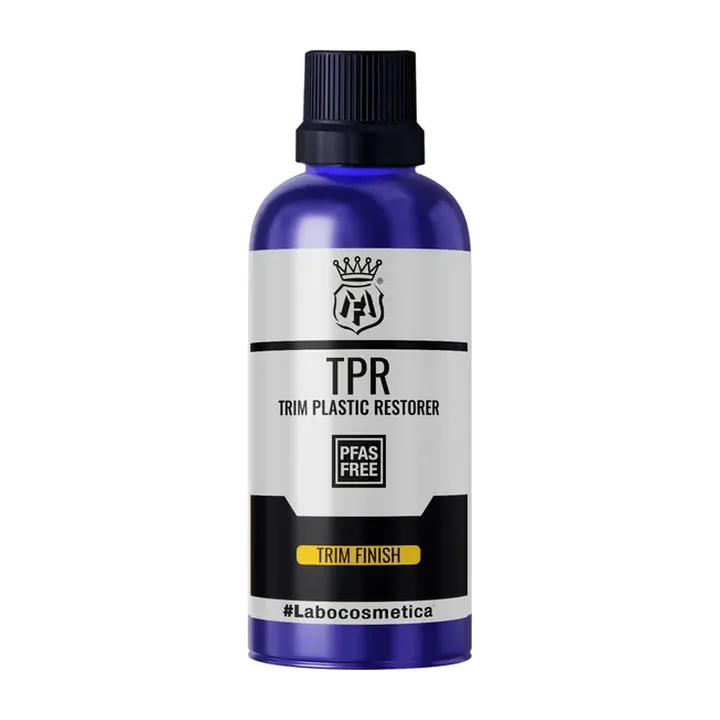 ®
TPR
TRIM PLASTIC RESTORER
PFAS
FREE
TRIM FINISH
#Labocosmetica